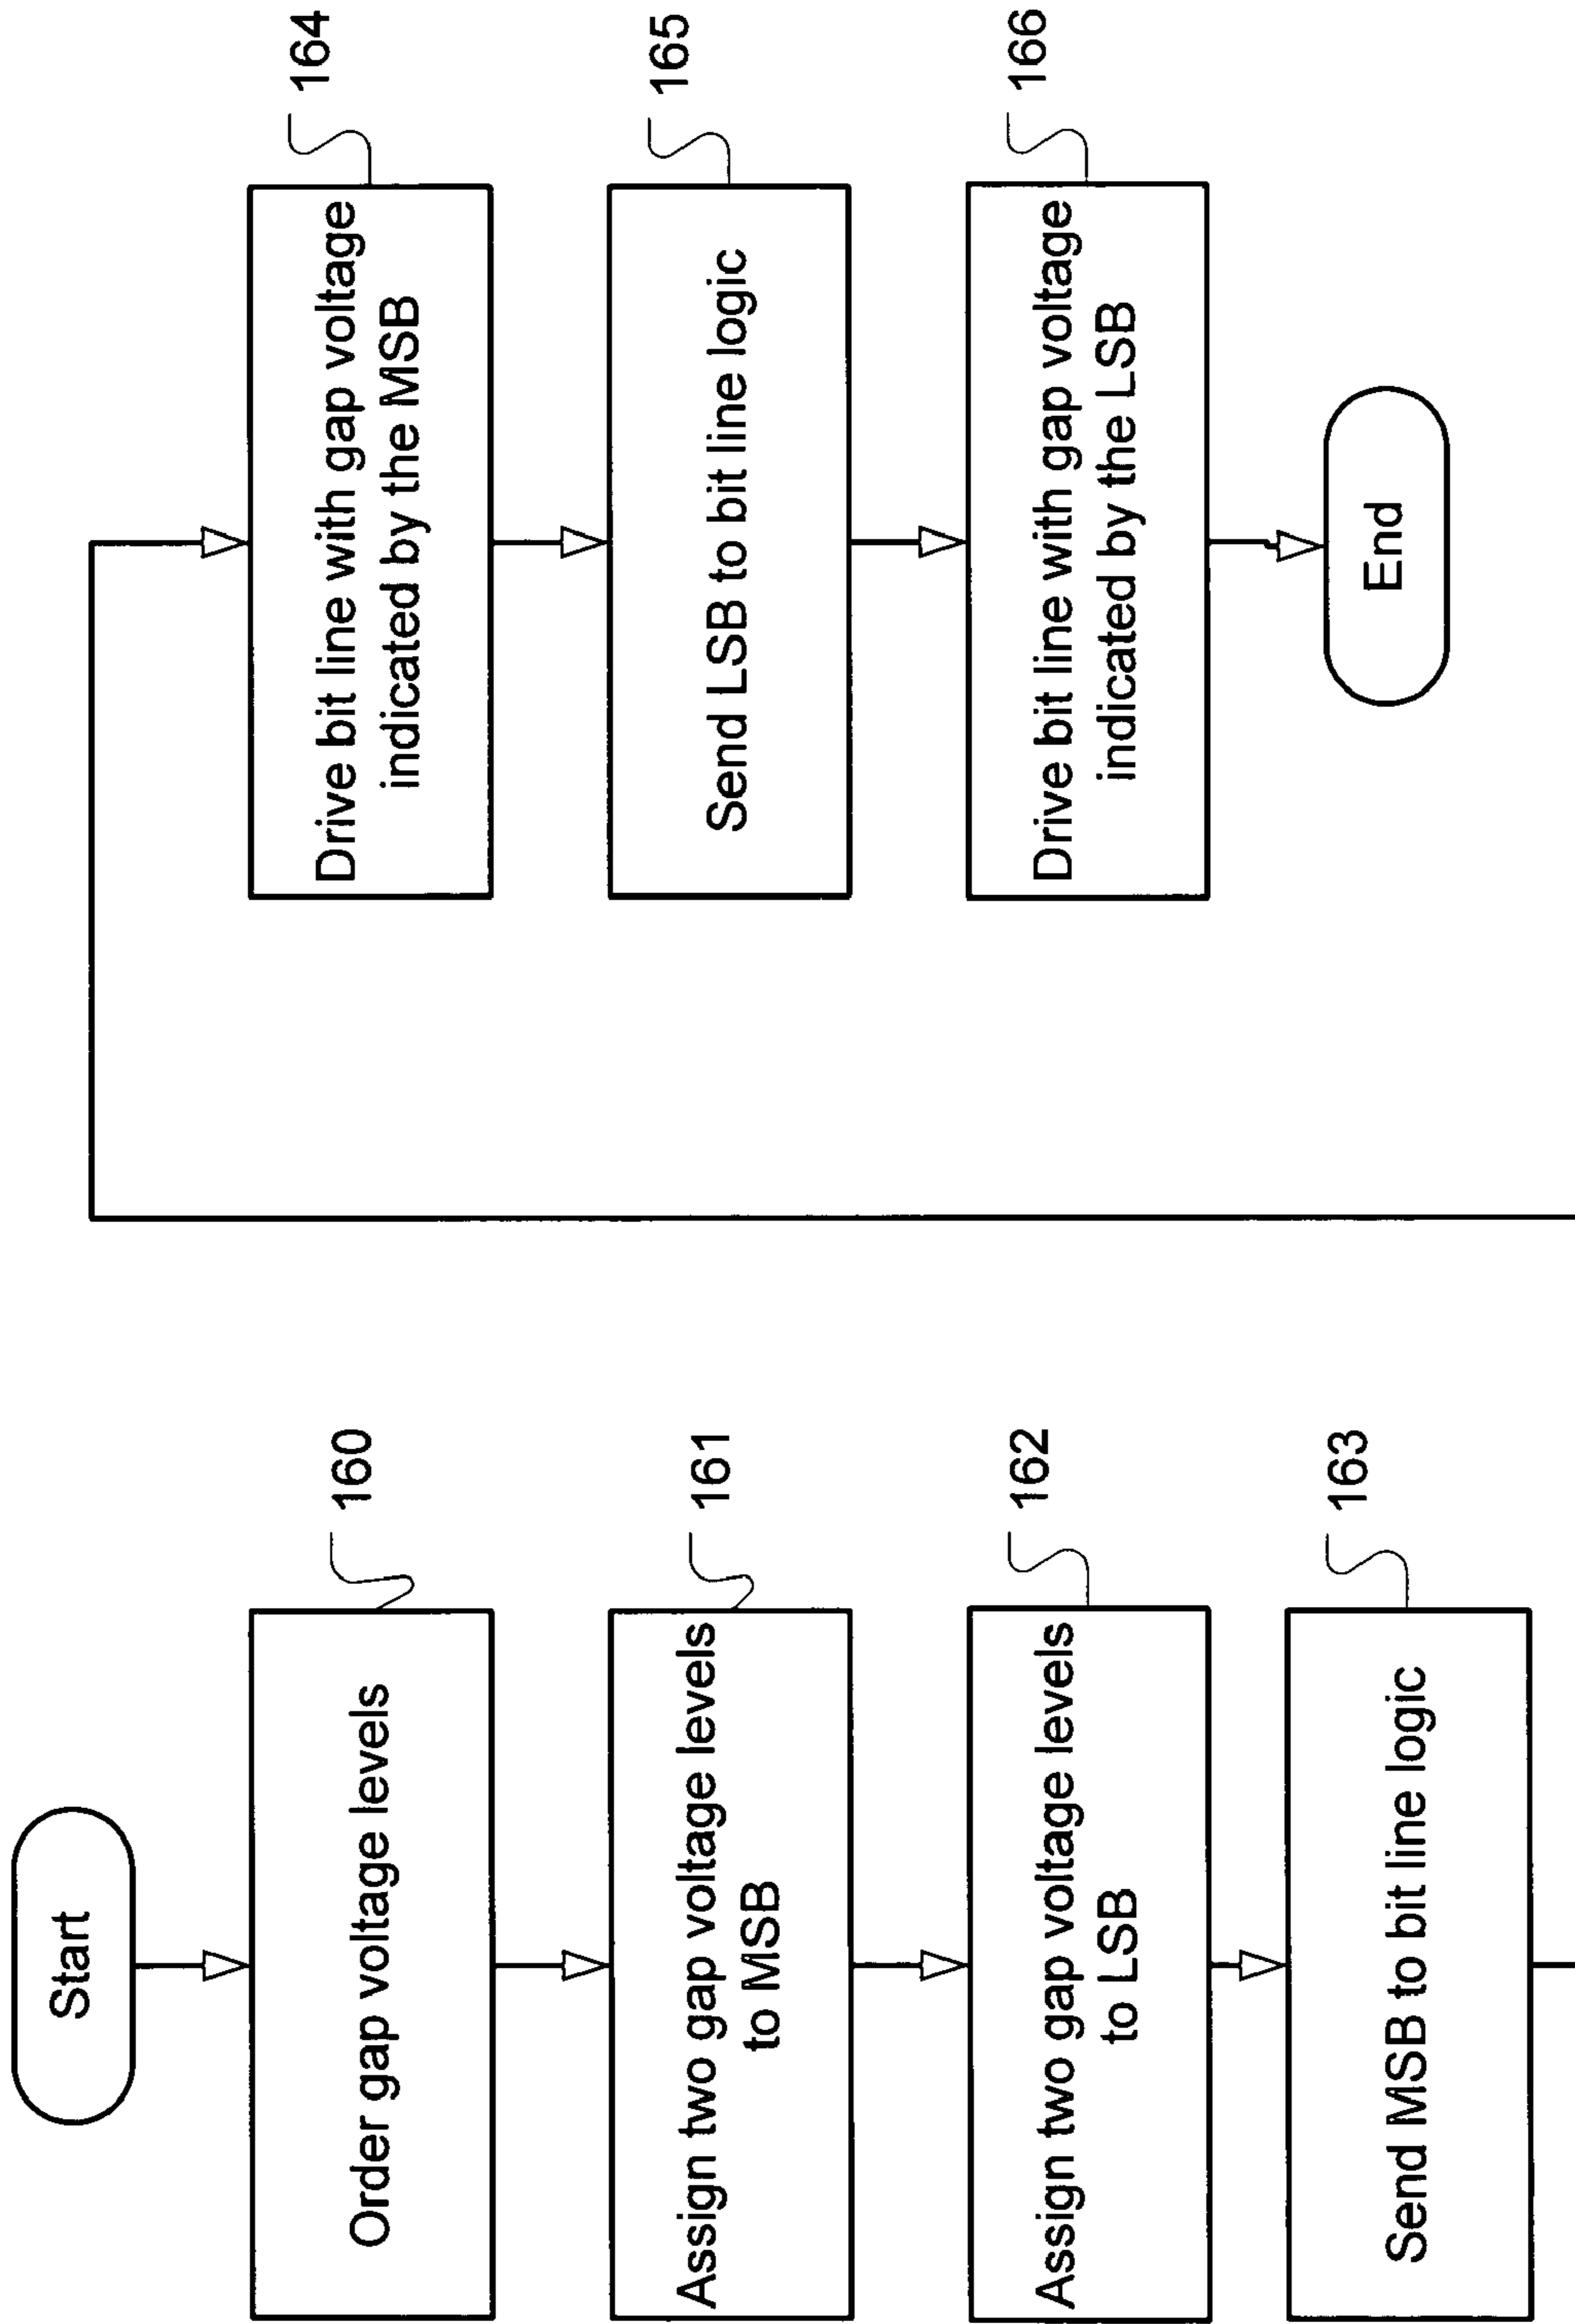 Start
Order gap voltage levels
160
Assign two gap voltage levels
to MSB
161
Assign two gap voltage levels
to LSB
162
Send MSB to bit line logic
163
Drive bit line with gap voltage
indicated by the MSB
164
Send LSB to bit line logic
165
Drive bit line with gap voltage
indicated by the LSB
166
End